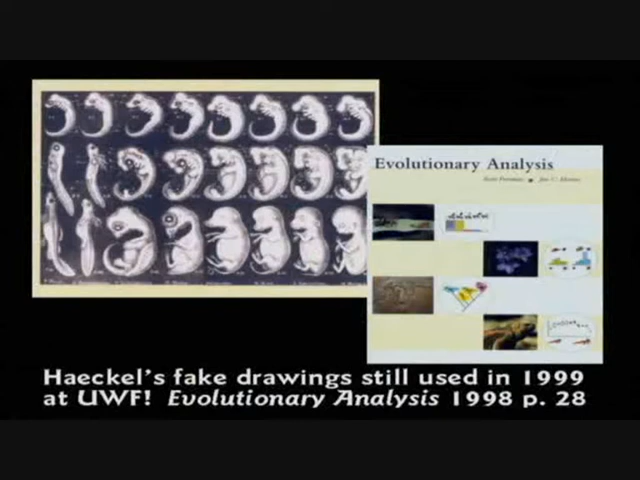 Evolutionary Analysis
Haeckel's fake drawings still used in 1999
at UWF! Evolutionary Analysis 1998 p. 28